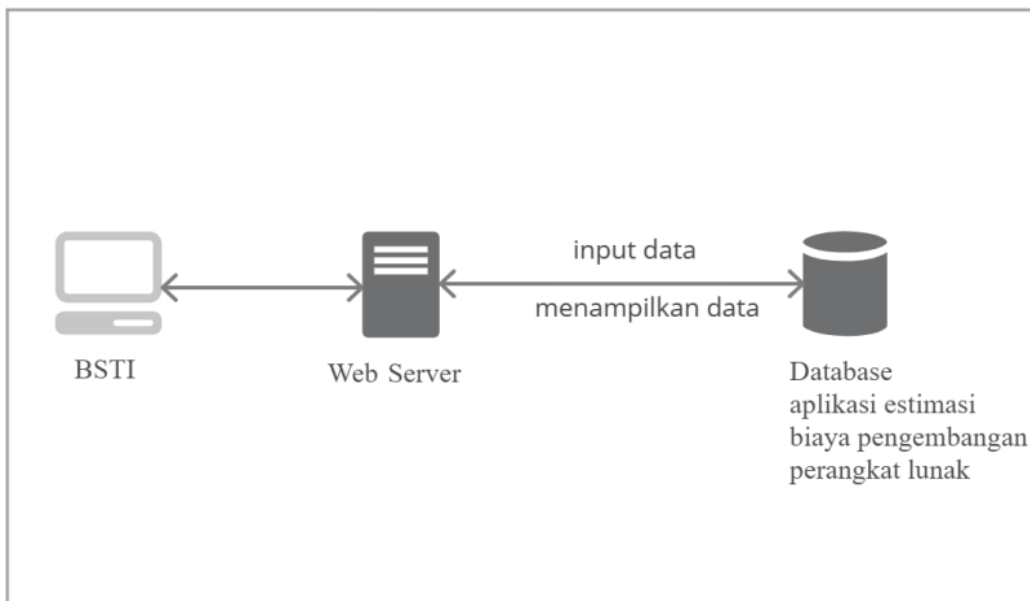 input data
menampilkan data
BSTI
Web Server
Database
aplikasi estimasi
biaya pengembangan
perangkat lunak